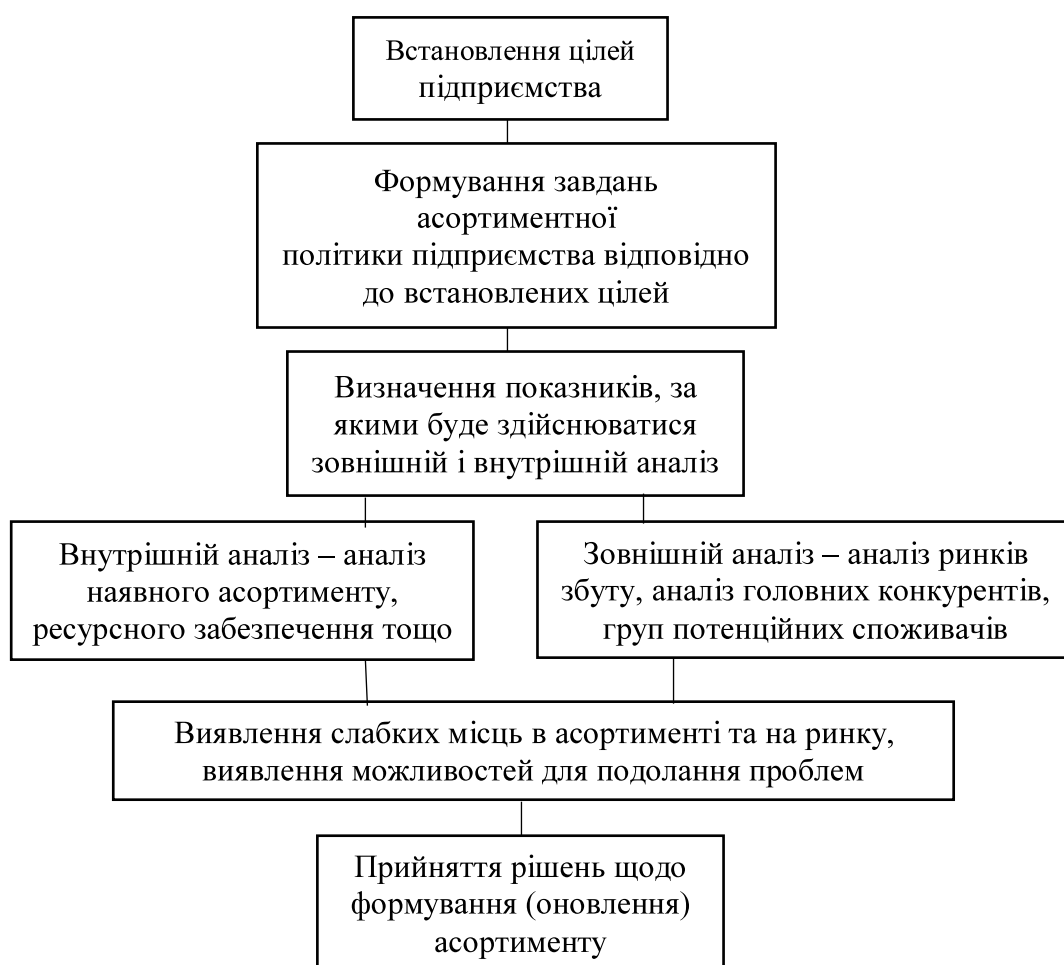 Встановлення цілей
підприємства
Формування завдань
асортиментної
політики підприємства відповідно
до встановлених цілей
Визначення показників, за
якими буде здійснюватися
зовнішній і внутрішній аналіз
Внутрішній аналіз – аналіз
наявного асортименту,
ресурсного забезпечення тощо
Зовнішній аналіз – аналіз ринків
збуту, аналіз головних конкурентів,
груп потенційних споживачів
Виявлення слабких місць в асортименті та на ринку,
виявлення можливостей для подолання проблем
Прийняття рішень щодо
формування (оновлення)
асортименту